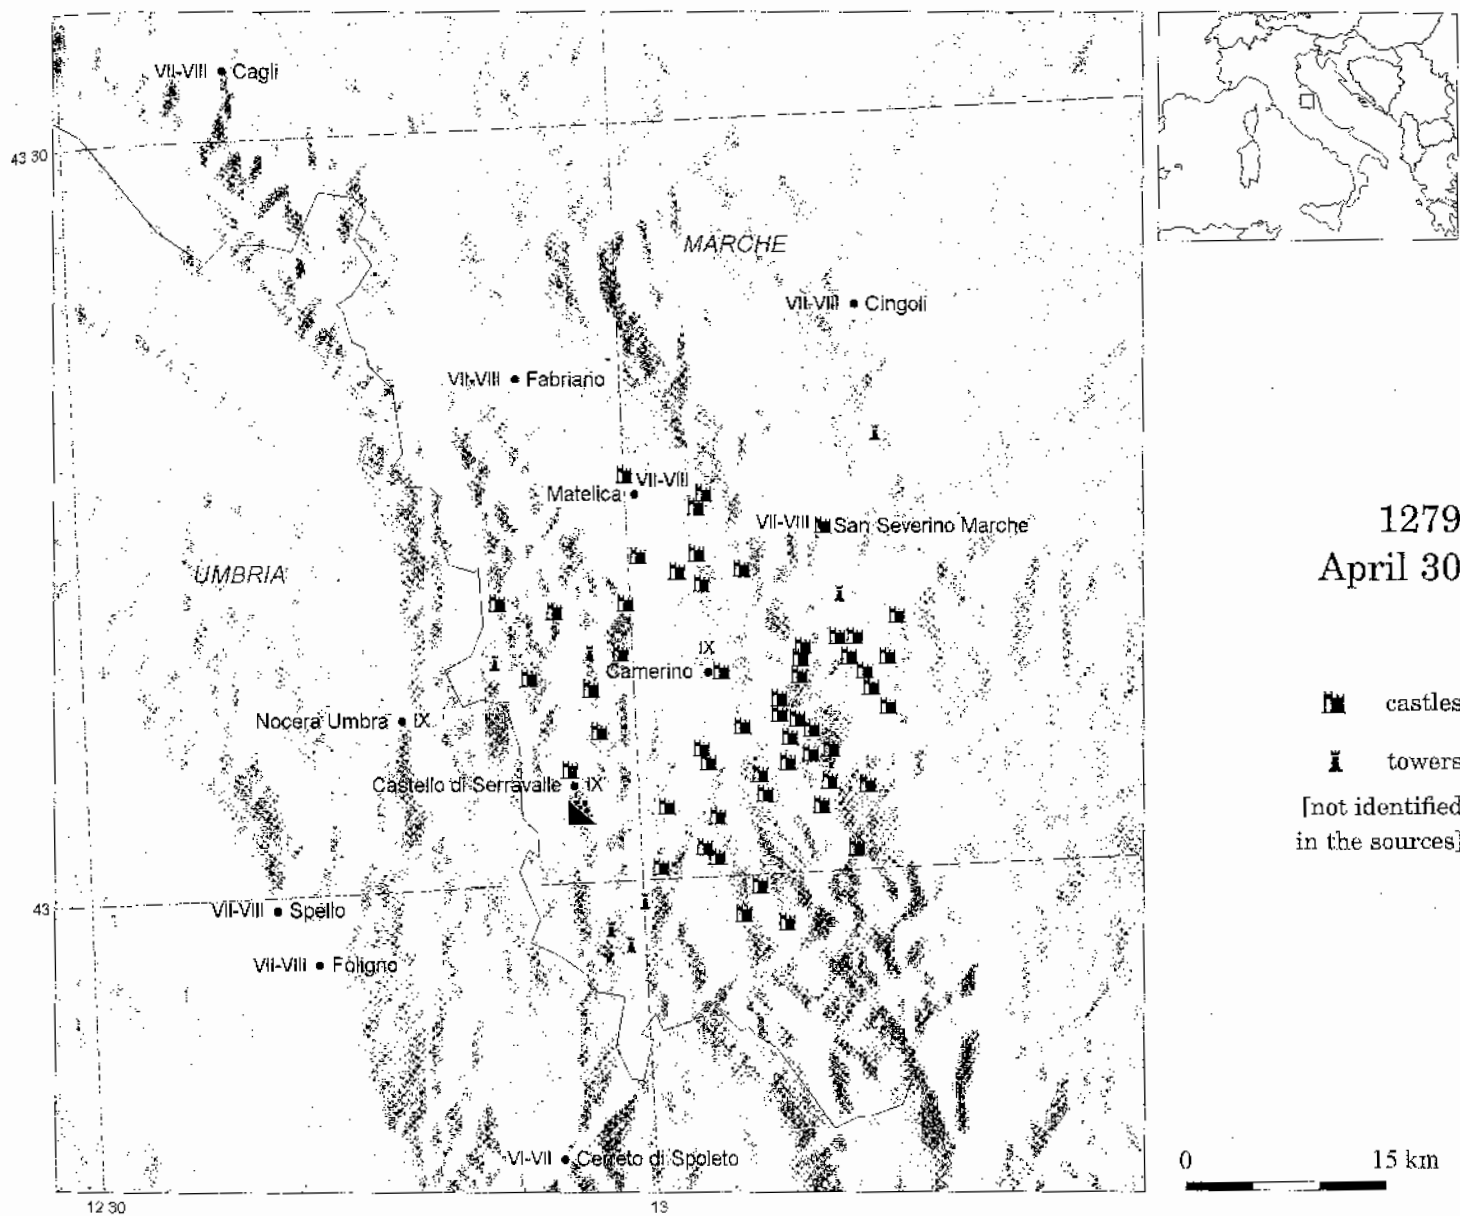 VII-VIII Cagli
43 30
MARCHE
VII-VIII Cingoli
VII-VIII Fabriano
VII-VIII
Matelica
VII-VIII San Severino Marche
1279
April 30
UMBRIA
IX
Camerino
castles
Nocera Umbra IX
towers
Castello di Serravalle IX
[not identified
in the sources]
43
VII-VIII Spello
VII-VIII Foligno
VI-VII Cerreto di Spoleto
0 15 km
12 30 13